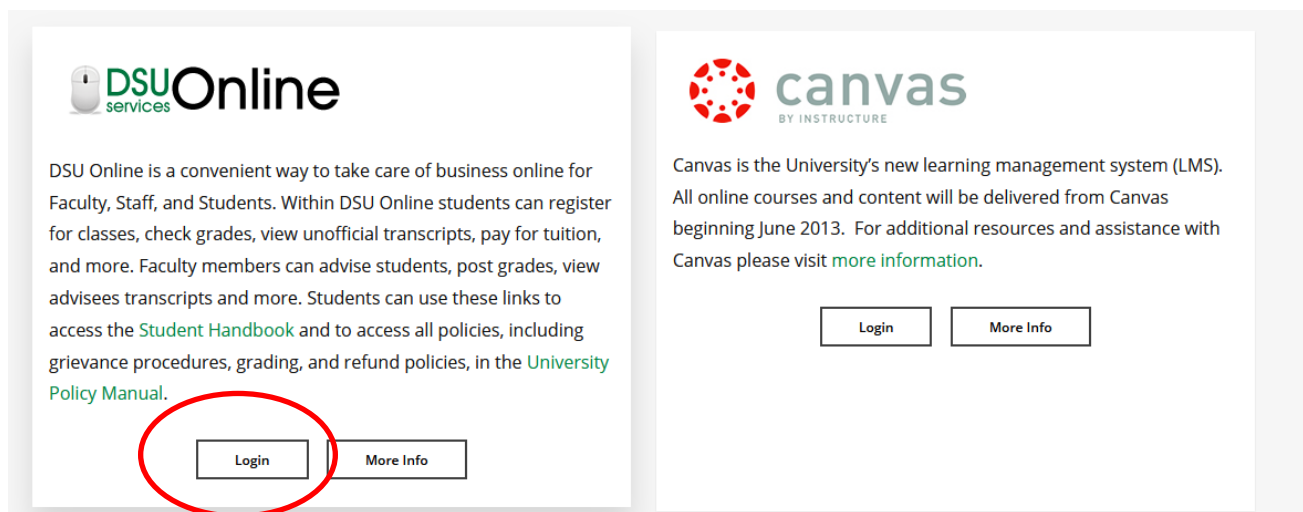 DSU services Online
DSU Online is a convenient way to take care of business online for
Faculty, Staff, and Students. Within DSU Online students can register
for classes, check grades, view unofficial transcripts, pay for tuition,
and more. Faculty members can advise students, post grades, view
advisees transcripts and more. Students can use these links to
access the Student Handbook and to access all policies, including
grievance procedures, grading, and refund policies, in the University
Policy Manual.
Login
More Info
canvas
BY INSTRUCTURE
Canvas is the University’s new learning management system (LMS).
All online courses and content will be delivered from Canvas
beginning June 2013.  For additional resources and assistance with
Canvas please visit more information.
Login
More Info